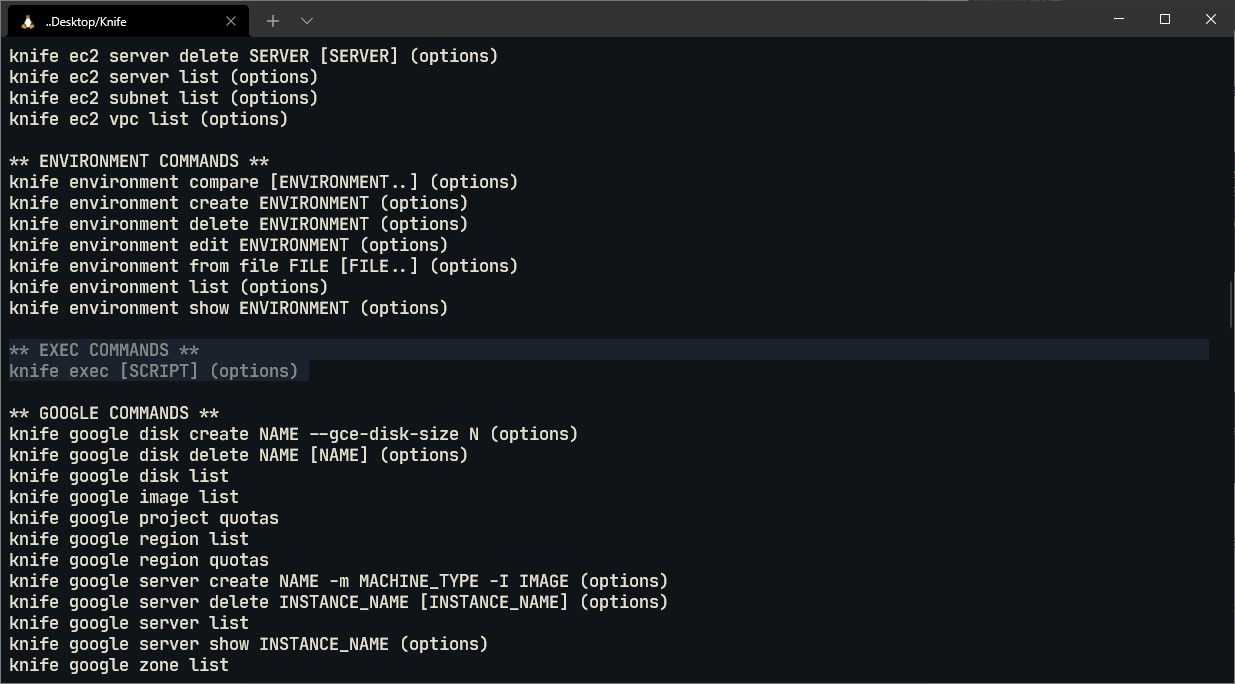 ..Desktop/Knife
knife ec2 server delete SERVER [SERVER] (options)
knife ec2 server list (options)
knife ec2 subnet list (options)
knife ec2 vpc list (options)
** ENVIRONMENT COMMANDS **
knife environment compare [ENVIRONMENT..] (options)
knife environment create ENVIRONMENT (options)
knife environment delete ENVIRONMENT (options)
knife environment edit ENVIRONMENT (options)
knife environment from file FILE [FILE..] (options)
knife environment list (options)
knife environment show ENVIRONMENT (options)
** EXEC COMMANDS **
knife exec [SCRIPT] (options)
** GOOGLE COMMANDS **
knife google disk create NAME --gce-disk-size N (options)
knife google disk delete NAME [NAME] (options)
knife google disk list
knife google image list
knife google project quotas
knife google region list
knife google region quotas
knife google server create NAME -m MACHINE_TYPE -I IMAGE (options)
knife google server delete INSTANCE_NAME [INSTANCE_NAME] (options)
knife google server list
knife google server show INSTANCE_NAME (options)
knife google zone list